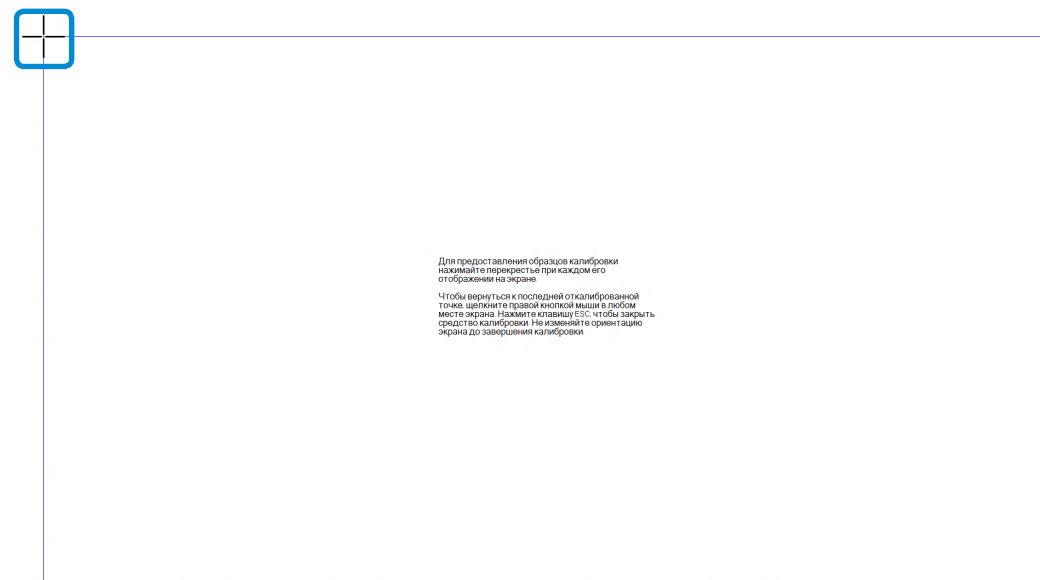 Для предоставления образцов калибровки
нажимайте перекрестье при каждом его
отображении на экране.
Чтобы вернуться к последней откалиброванной
точке, щелкните правой кнопкой мыши в любом
месте экрана. Нажмите клавишу ESC, чтобы закрыть
средство калибровки. Не изменяйте ориентацию
экрана до завершения калибровки.